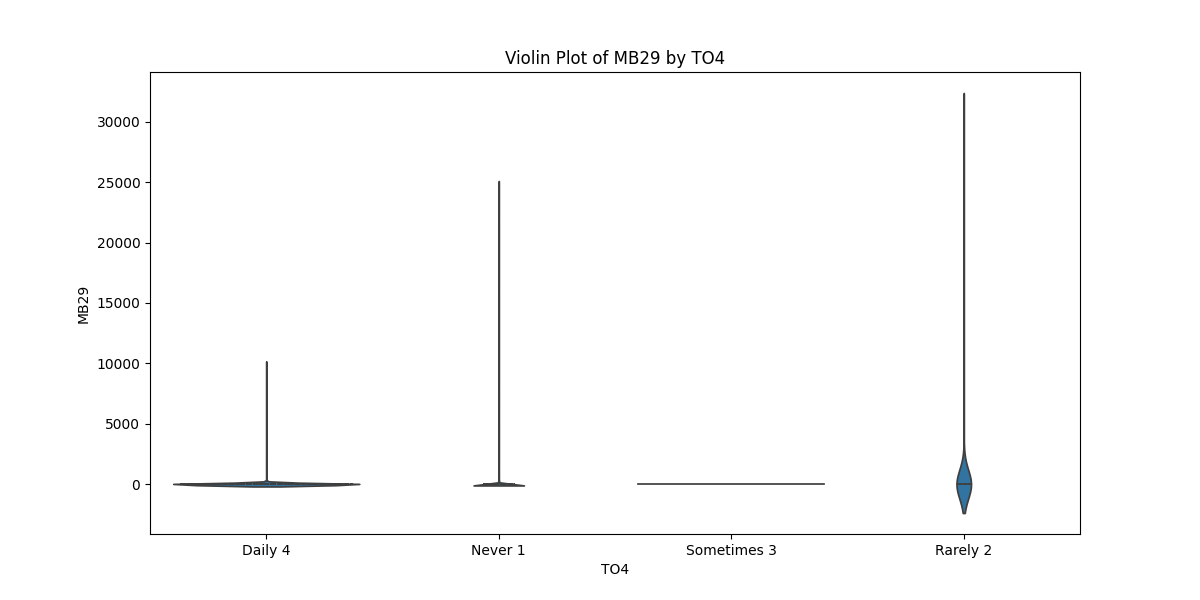 Violin Plot of MB29 by TO4
30000
25000
20000
15000
10000
5000
0
MB29
Daily 4
Never 1
Sometimes 3
Rarely 2
TO4